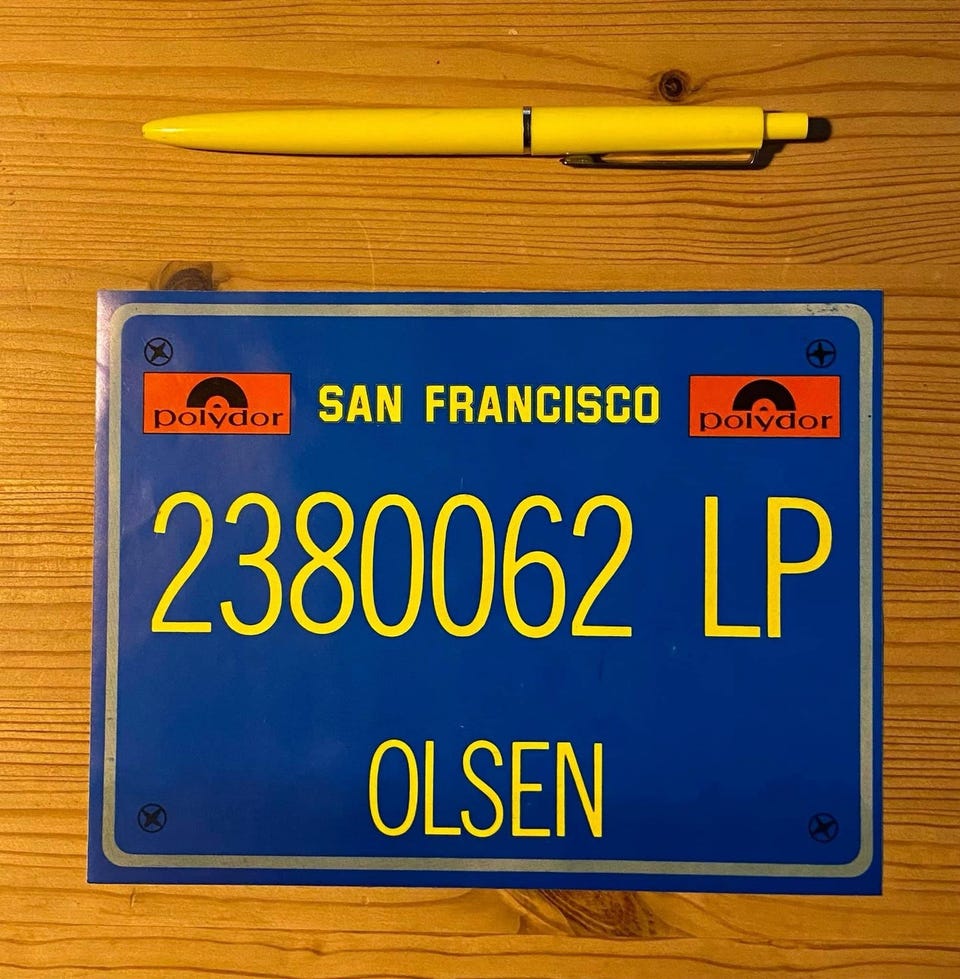 polydor SAN FRANCISCO polydor
2380062 LP
OLSEN